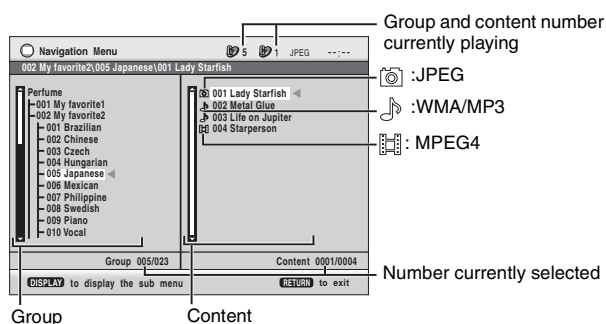 Group and content number
currently playing
Navigation Menu 5 1 JPEG --:--
002 My favorite2\005 Japanese\001 Lady Starfish
:JPEG
:WMA/MP3
: MPEG4
Perfume
001 My favorite1
002 My favorite2
001 Brazilian
002 Chinese
003 Czech
004 Hungarian
005 Japanese
006 Mexican
007 Philippine
008 Swedish
009 Piano
010 Vocal
001 Lady Starfish
002 Metal Glue
003 Life on Jupiter
004 Starperson
Group 005/023
Content 0001/0004
Number currently selected
DISPLAY to display the sub menu
RETURN to exit
Group
Content